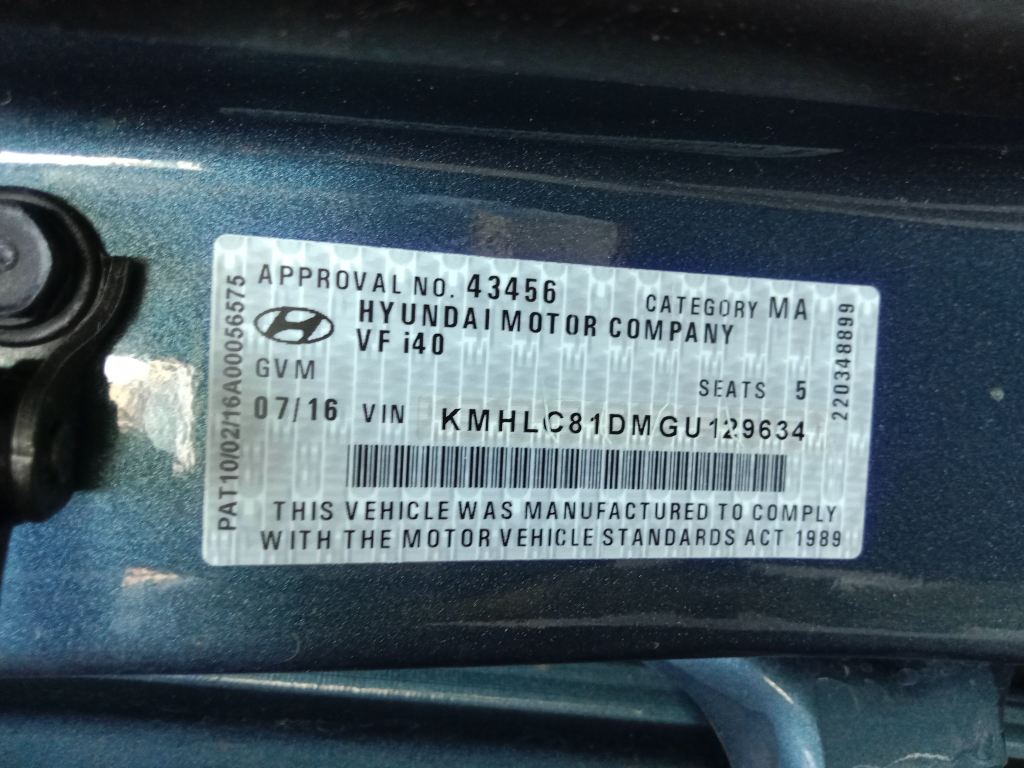 APPROVAL NO. 43456 CATEGORY MA
HYUNDAI MOTOR COMPANY
VF i40
GVM
SEATS 5
07/16 VIN KMHLC81DMGU129634
THIS VEHICLE WAS MANUFACTURED TO COMPLY
WITH THE MOTOR VEHICLE STANDARDS ACT 1989
PAT10/02/16A00056575
220348899